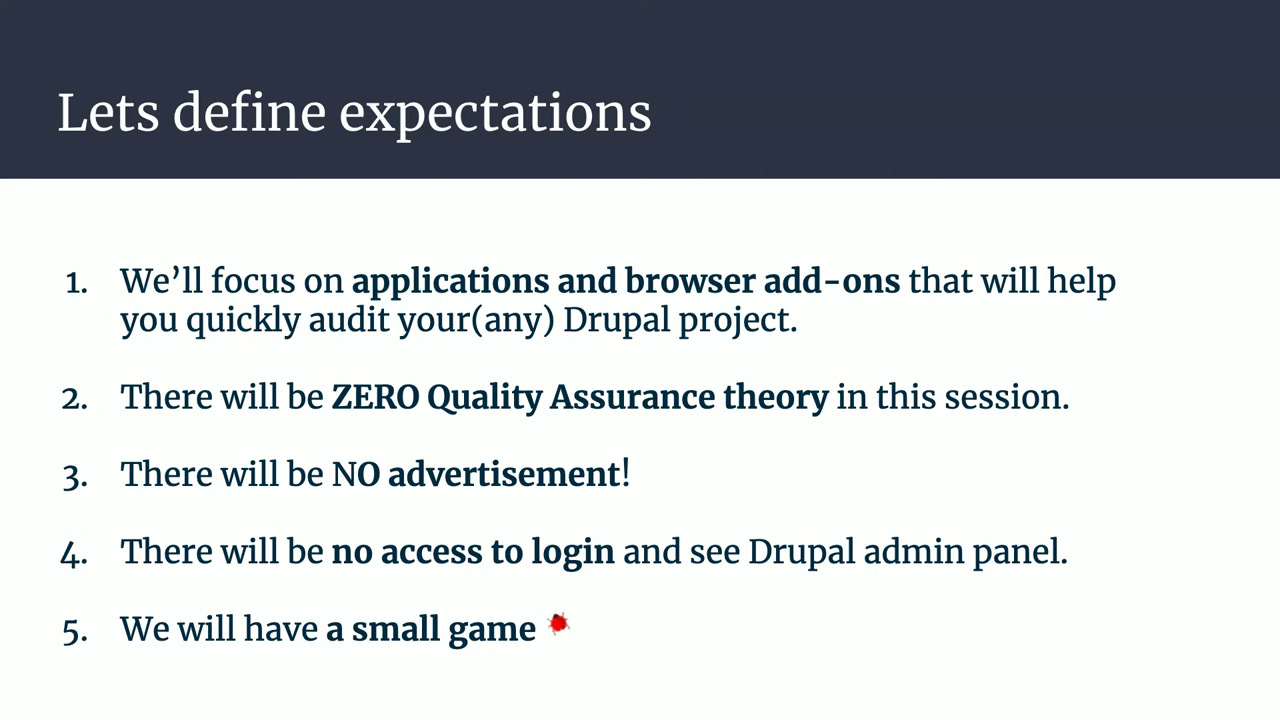 Lets define expectations
1. We’ll focus on applications and browser add-ons that will help
you quickly audit your(any) Drupal project.
2. There will be ZERO Quality Assurance theory in this session.
3. There will be NO advertisement!
4. There will be no access to login and see Drupal admin panel.
5. We will have a small game